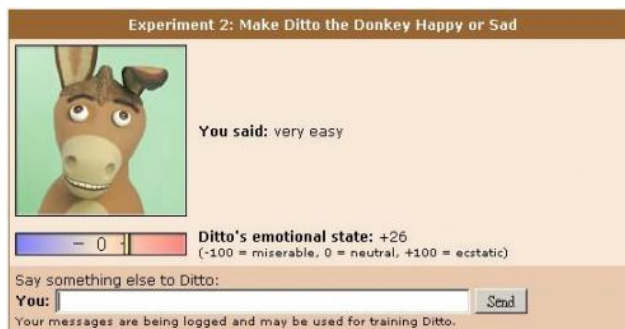 Experiment 2: Make Ditto the Donkey Happy or Sad
You said: very easy
- 0 -
Ditto's emotional state: +26
(-100 = miserable, 0 = neutral, +100 = ecstatic)
Say something else to Ditto:
You:
Send
Your messages are being logged and may be used for training Ditto.